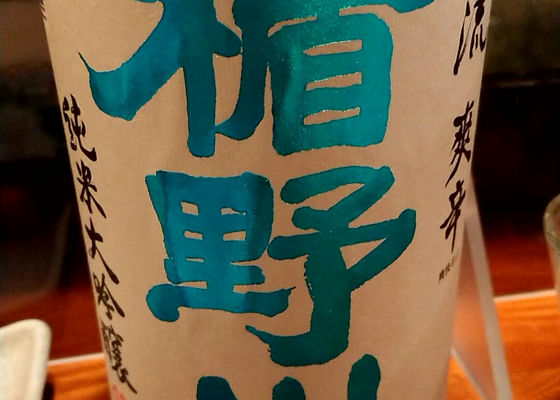 流 爽辛
楯野川
純米大吟醸